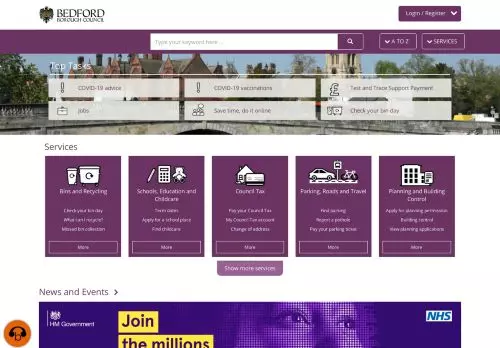 BEDFORD
BOROUGH COUNCIL
Login / Register
Type your keyword here ...
A TO Z
SERVICES
Top Tasks
COVID-19 advice
COVID-19 vaccinations
Test and Trace Support Payment
Jobs
Save time, do it online
Check your bin day
Services
Bins and Recycling
Check your bin day
What can I recycle?
Missed bin collection
More
Schools, Education and
Childcare
Term dates
Apply for a school place
Find childcare
More
Council Tax
Pay your Council Tax
My Council Tax account
Change of address
More
Parking, Roads and Travel
Find parking
Report a pothole
Pay your parking ticket
More
Planning and Building
Control
Apply for planning permission
Building control
View planning applications
More
Show more services
News and Events
HM Government
Join
the millions
NHS